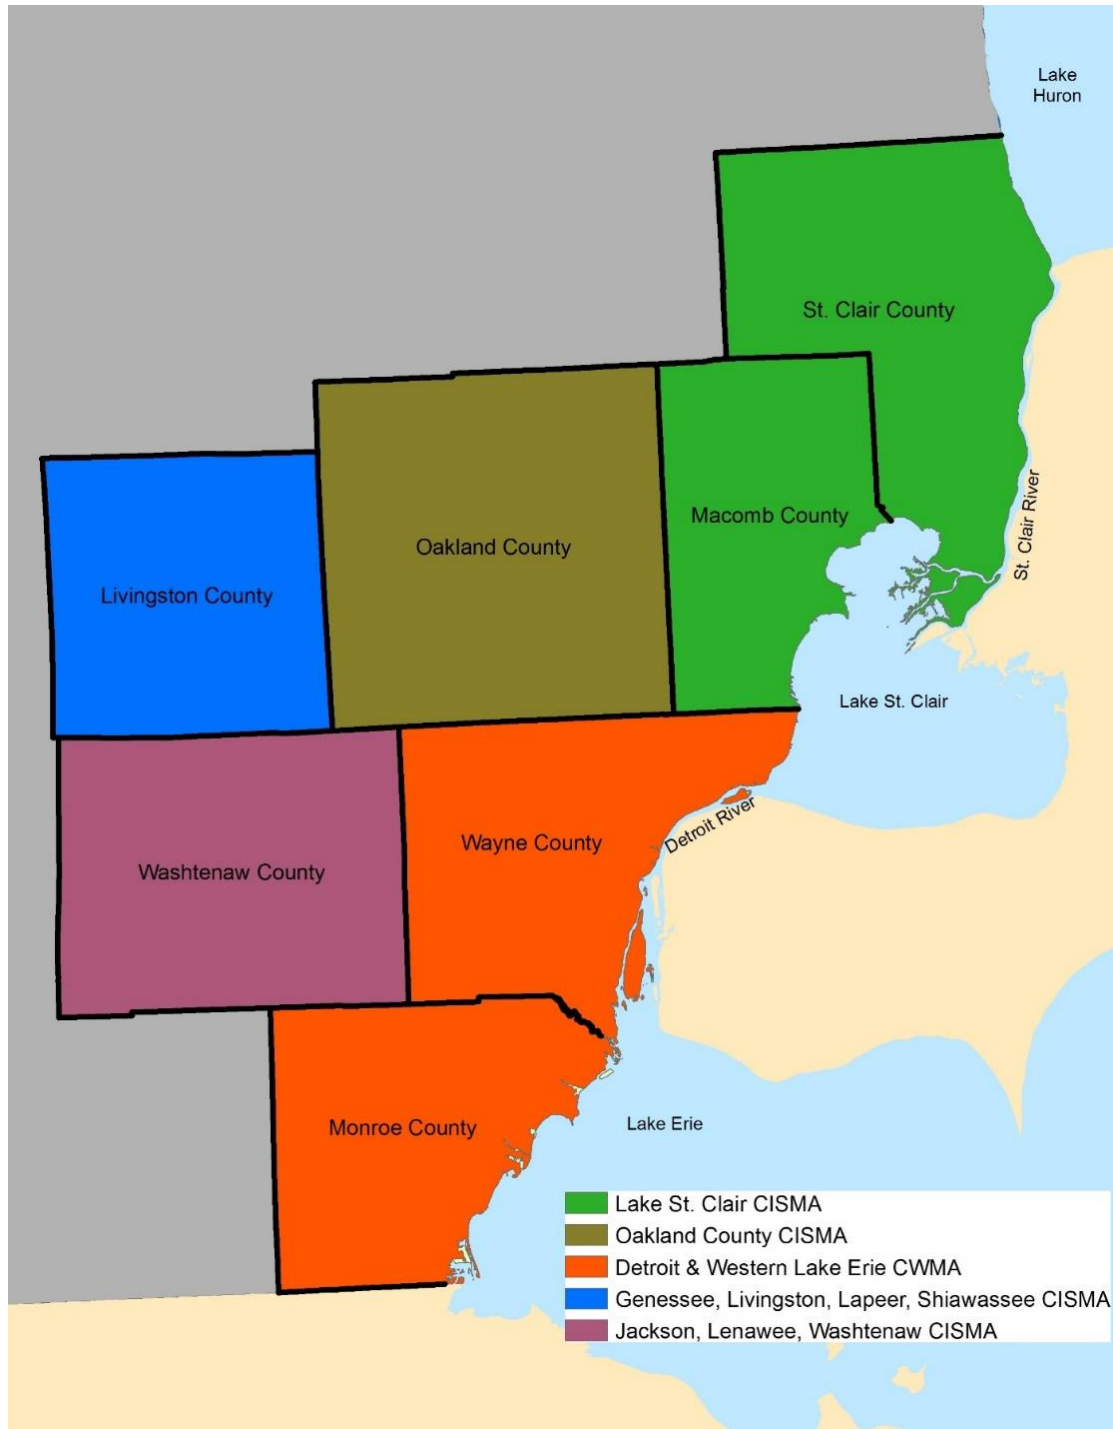 Lake
Huron
St. Clair County
Macomb County
Oakland County
St. Clair River
Livingston County
Lake St. Clair
Detroit River
Wayne County
Washtenaw County
Lake Erie
Monroe County
Lake St. Clair CISMA
Oakland County CISMA
Detroit & Western Lake Erie CWMA
Genessee, Livingston, Lapeer, Shiawassee CISMA
Jackson, Lenawee, Washtenaw CISMA